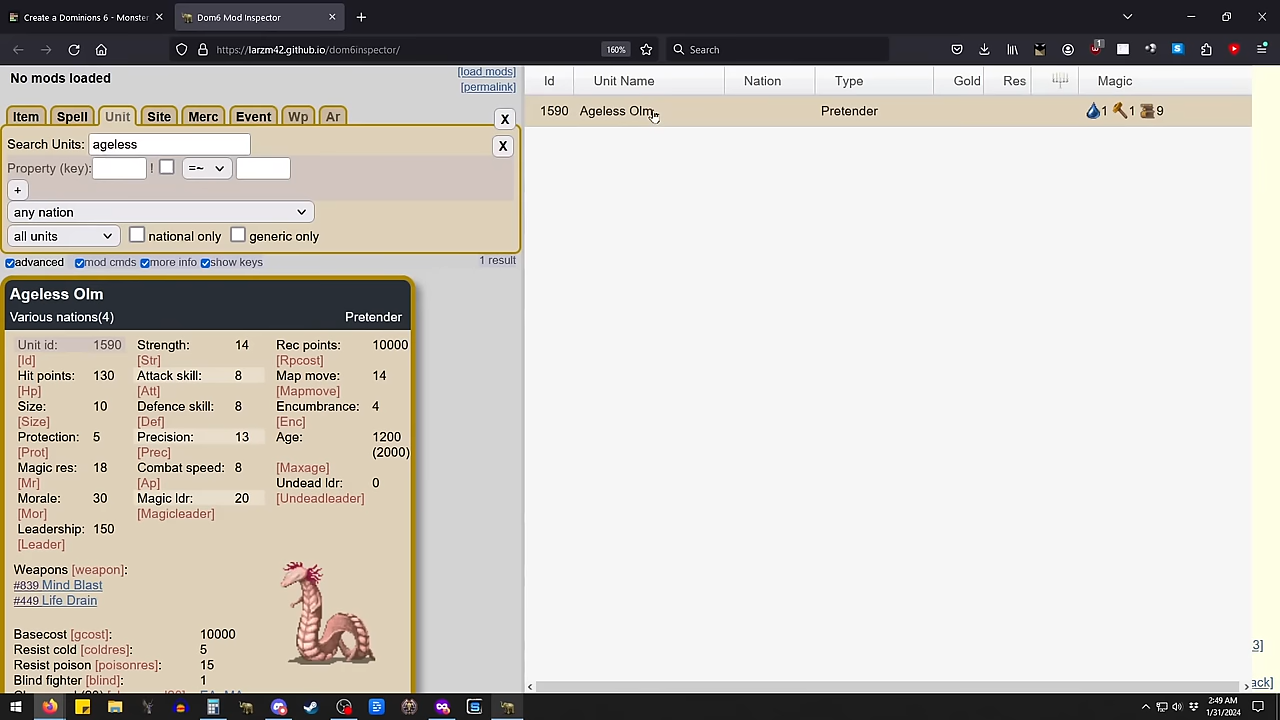 Create a Dominions 6 - Monster
Dom6 Mod Inspector
https://larzm42.github.io/dom6inspector/
160%
Search
No mods loaded
[load mods]
[permalink]
Item Spell Unit Site Merc Event Wp Ar
X
Search Units: ageless
X
Property (key): ! =~
+
any nation
all units national only generic only
advanced mod cmds more info show keys 1 result
Id Unit Name Nation Type Gold Res Magic
1590 Ageless Olm Pretender 1 1 9
Ageless Olm
Various nations(4) Pretender
Unit id: 1590 Strength: 14 Rec points: 10000
[Id] [Str] [Rpcost]
Hit points: 130 Attack skill: 8 Map move: 14
[Hp] [Att] [Mapmove]
Size: 10 Defence skill: 8 Encumbrance: 4
[Size] [Def] [Enc]
Protection: 5 Precision: 13 Age: 1200
[Prot] [Prec] (2000)
Magic res: 18 Combat speed: 8 [Maxage]
[Mr] [Ap] Undead ldr: 0
Morale: 30 Magic ldr: 20 [Undeadleader]
[Mor] [Magicleader]
Leadership: 150
[Leader]
Weapons [weapon]:
#839 Mind Blast
#449 Life Drain
Basecost [gcost]: 10000
Resist cold [coldres]: 5
Resist poison [poisonres]: 15
Blind fighter [blind]: 1
3]
ack]
2:49 AM
1/31/2024